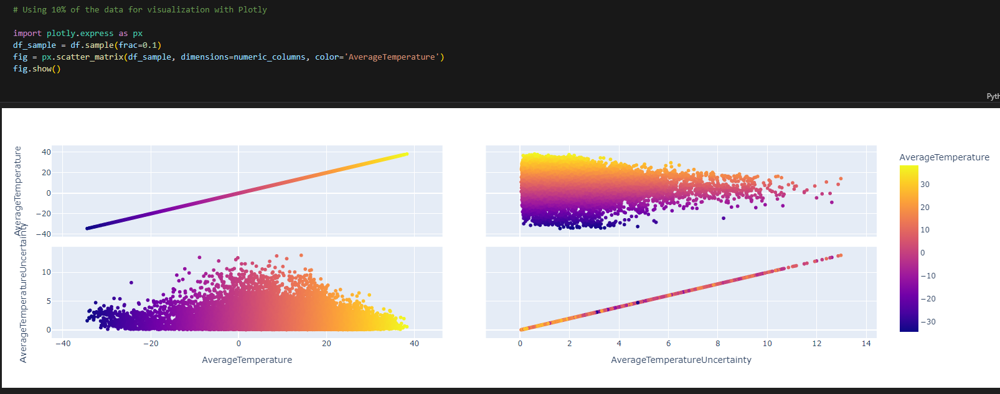 # Using 10% of the data for visualization with Plotly
import plotly.express as px
df_sample = df.sample(frac=0.1)
fig = px.scatter_matrix(df_sample, dimensions=numeric_columns, color='AverageTemperature')
fig.show()
Pyth
AverageTemperature
40
20
0
−20
−40
AverageTemperatureUncertainty
10
5
0
−40
−20
0
20
40
AverageTemperature
0
2
4
6
8
10
12
14
AverageTemperatureUncertainty
AverageTemperature
30
20
10
0
−10
−20
−30